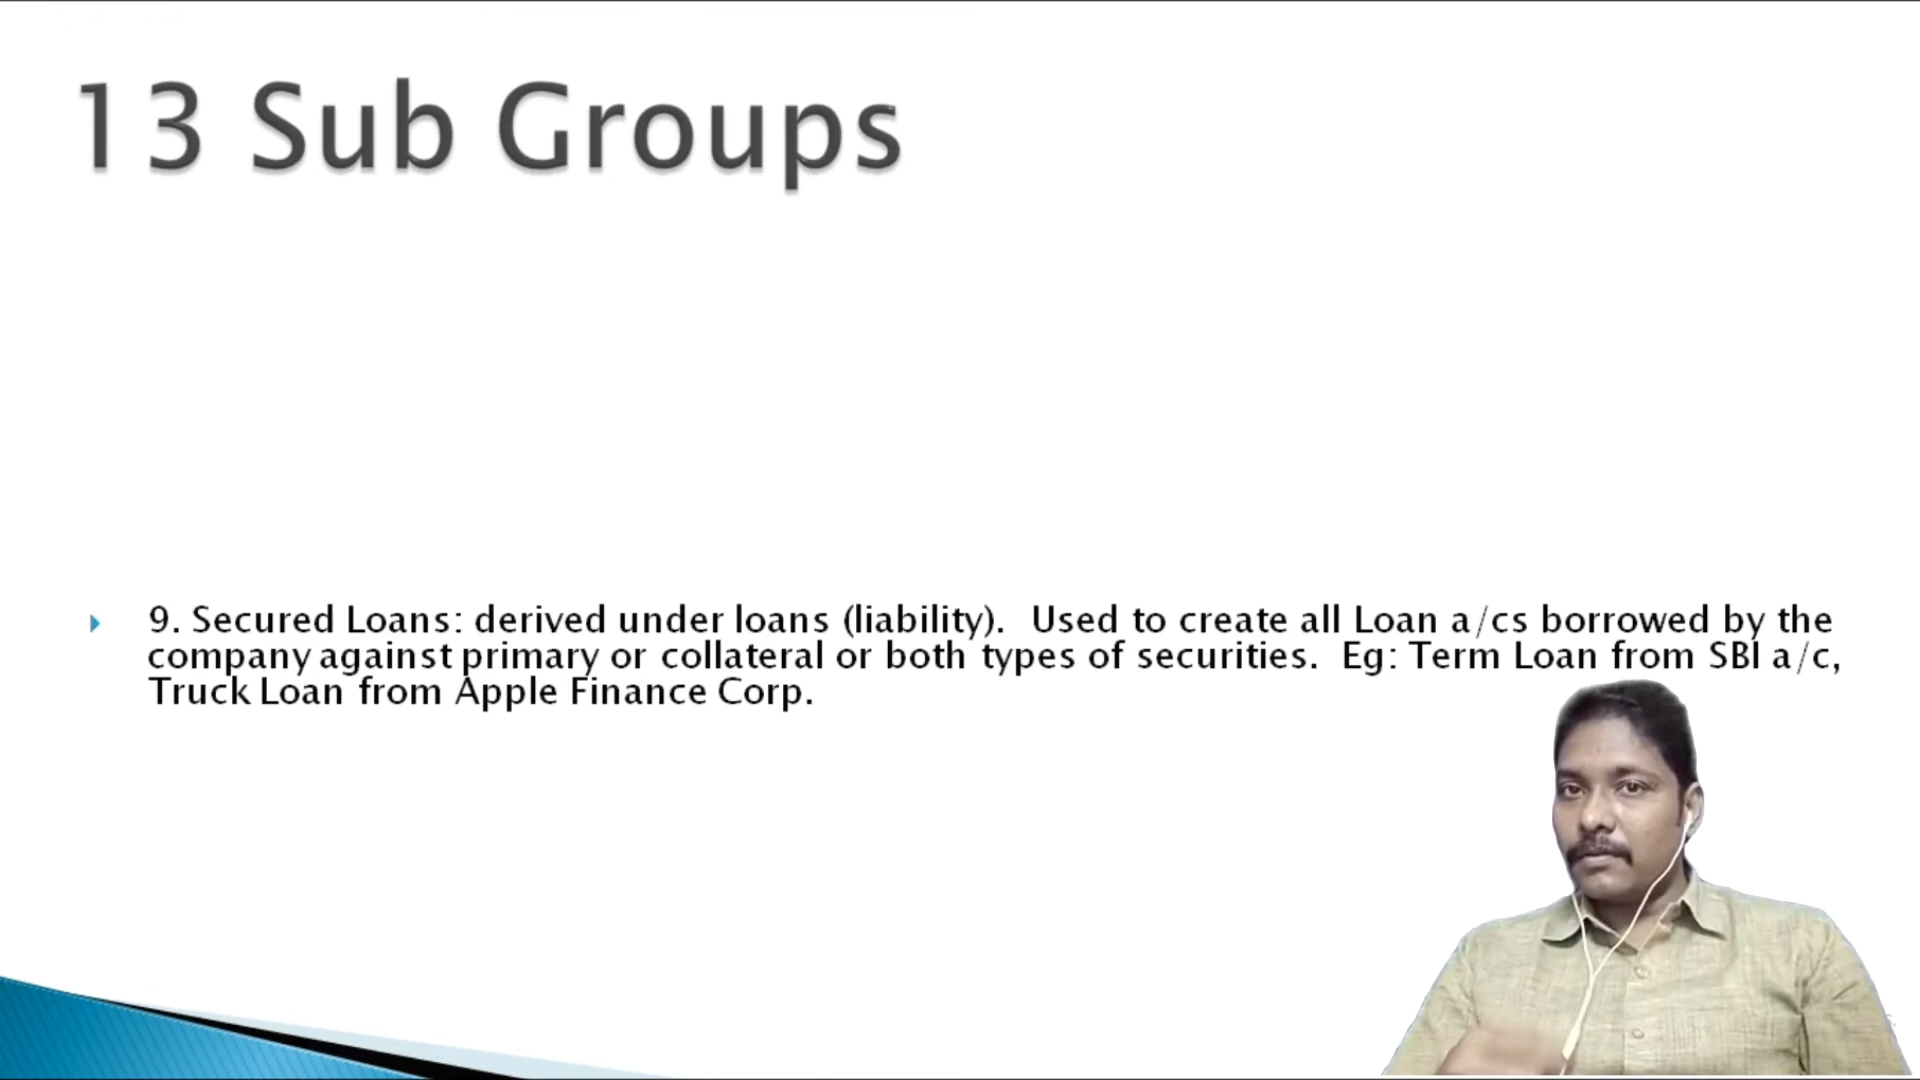 13 Sub Groups
9. Secured Loans: derived under loans (liability).  Used to create all Loan a/cs borrowed by the
company against primary or collateral or both types of securities.  Eg: Term Loan from SBI a/c,
Truck Loan from Apple Finance Corp.